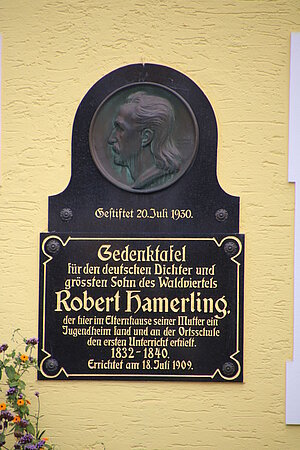 Gestiftet 20. Juli 1930.
Gedenktafel
für den deutschen Dichter und
grössten Sohn des Waldviertels
Robert Hamerling,
der hier im Elternhause seiner Mutter ein
Jugendheim fand und an der Ortsschule
den ersten Unterricht erhielt.
1832-1840.
Errichtet am 18. Juli 1909.